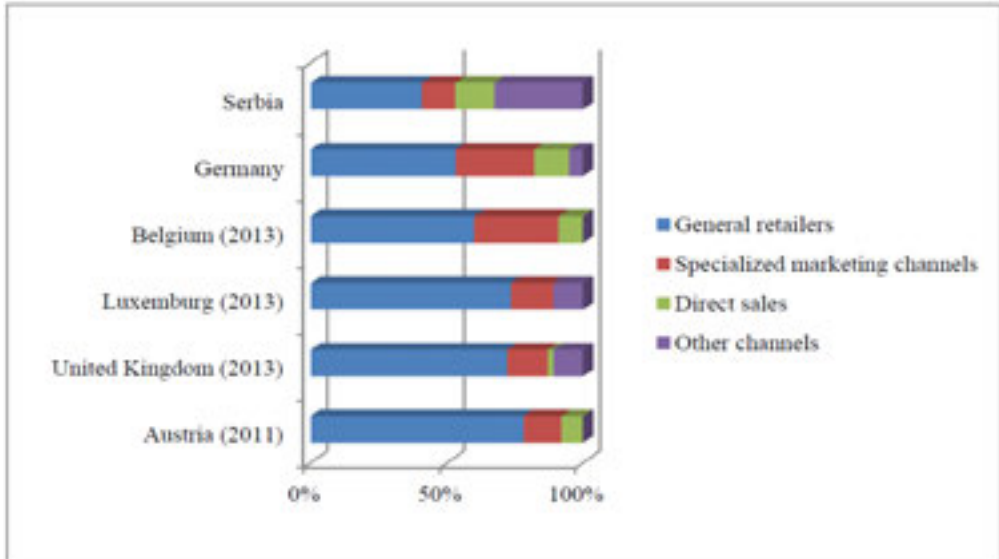 Serbia
Germany
Belgium (2013)
Luxemburg (2013)
United Kingdom (2013)
Austria (2011)
0%
50%
100%
General retailers
Specialized marketing channels
Direct sales
Other channels